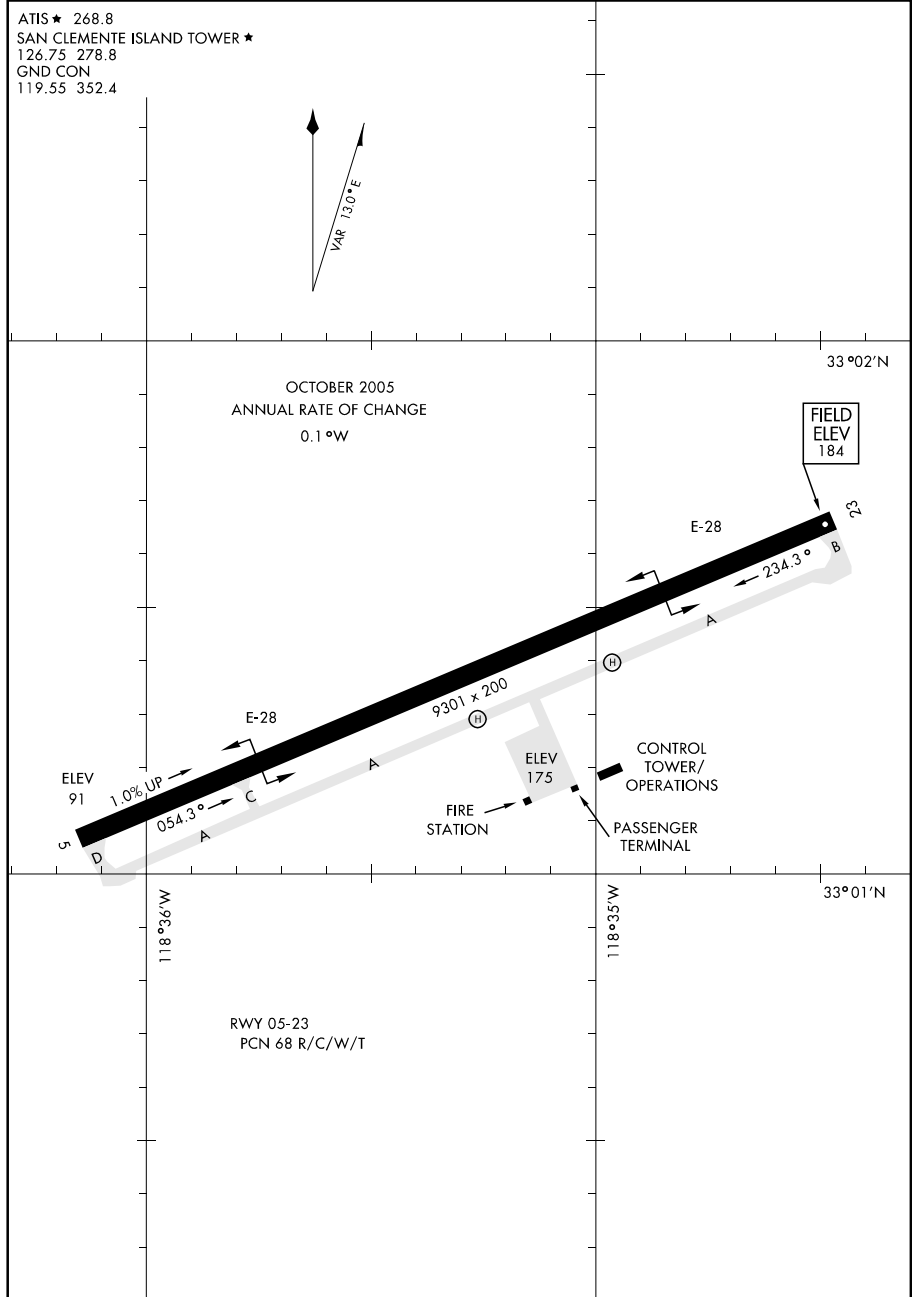 ATIS ★ 268.8
SAN CLEMENTE ISLAND TOWER ★
126.75 278.8
GND CON
119.55 352.4
VAR 13.0° E
33°02'N
OCTOBER 2005
ANNUAL RATE OF CHANGE
0.1°W
FIELD
ELEV
184
23
E-28
B
234.3°
A
H
9301 x 200
H
E-28
A
ELEV
175
CONTROL
TOWER/
OPERATIONS
ELEV
91
1.0% UP
C
054.3°
FIRE
STATION
PASSENGER
TERMINAL
A
5
D
33°01'N
118°36'W
118°35'W
RWY 05-23
PCN 68 R/C/W/T